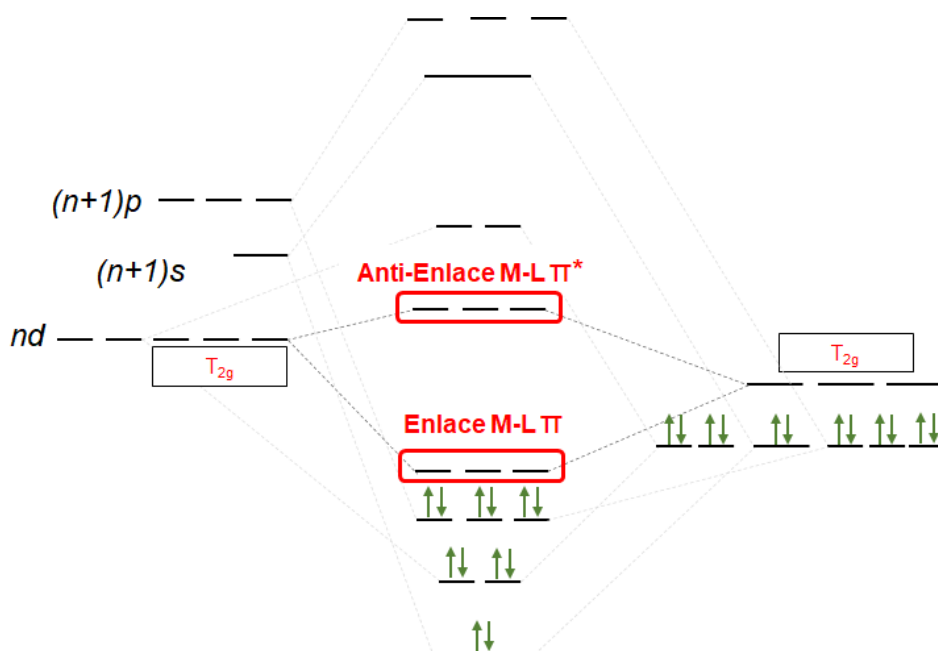 (n+1)p
(n+1)s
Anti-Enlace M-L π*
nd
T2g
T2g
Enlace M-L π